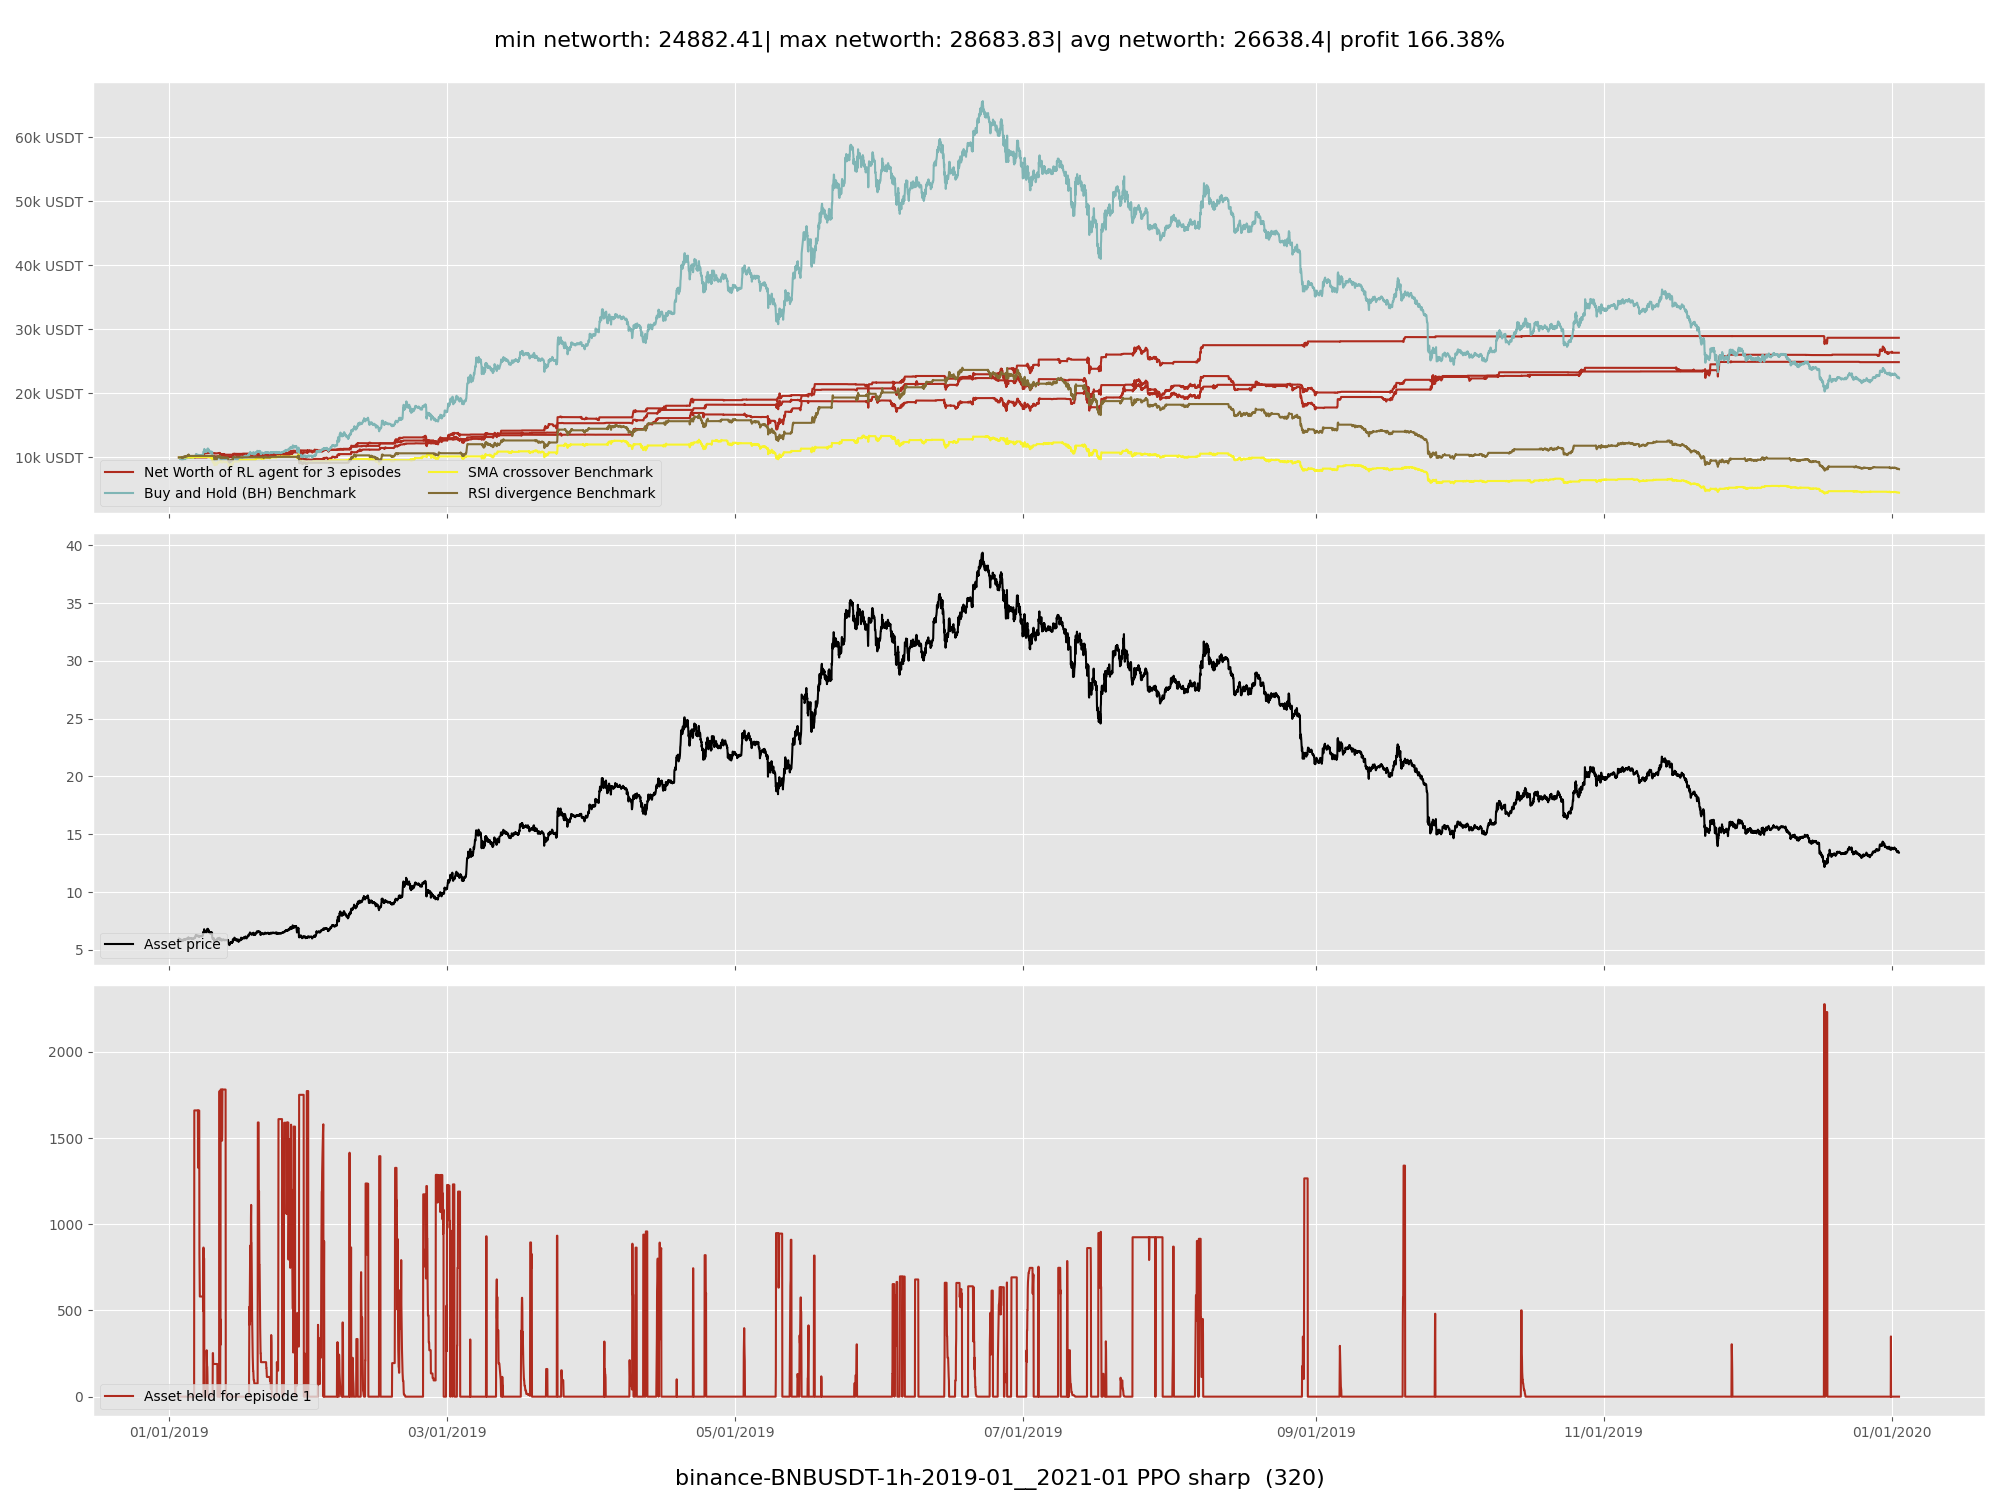 min networth: 24882.41| max networth: 28683.83| avg networth: 26638.4| profit 166.38%
60k USDT
50k USDT
40k USDT
30k USDT
20k USDT
10k USDT
Net Worth of RL agent for 3 episodes
Buy and Hold (BH) Benchmark
SMA crossover Benchmark
RSI divergence Benchmark
40
35
30
25
20
15
10
5
Asset price
2000
1500
1000
500
0
Asset held for episode 1
01/01/2019 03/01/2019 05/01/2019 07/01/2019 09/01/2019 11/01/2019 01/01/2020
binance-BNBUSDT-1h-2019-01__2021-01 PPO sharp  (320)